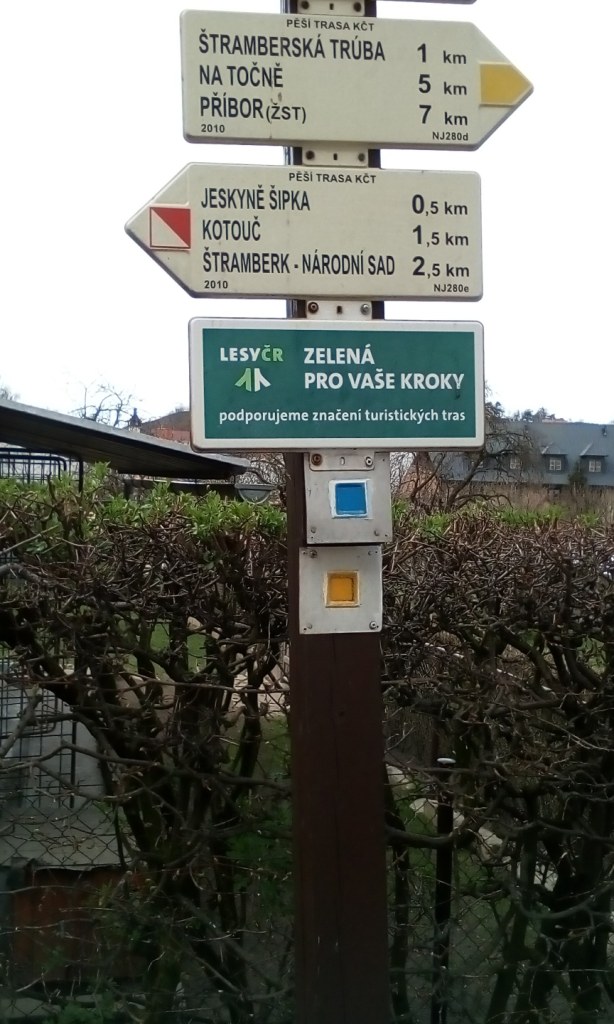 PĚŠÍ TRASA KČT
ŠTRAMBERSKÁ TRÚBA 1 km
NA TOČNĚ 5 km
PŘÍBOR (ŽST) 7 km
2010 NJ280d
PĚŠÍ TRASA KČT
JESKYNĚ ŠIPKA 0,5 km
KOTOUČ 1,5 km
ŠTRAMBERK - NÁRODNÍ SAD 2,5 km
2010 NJ280e
LESYČR ZELENÁ
PRO VAŠE KROKY
podporujeme značení turistických tras